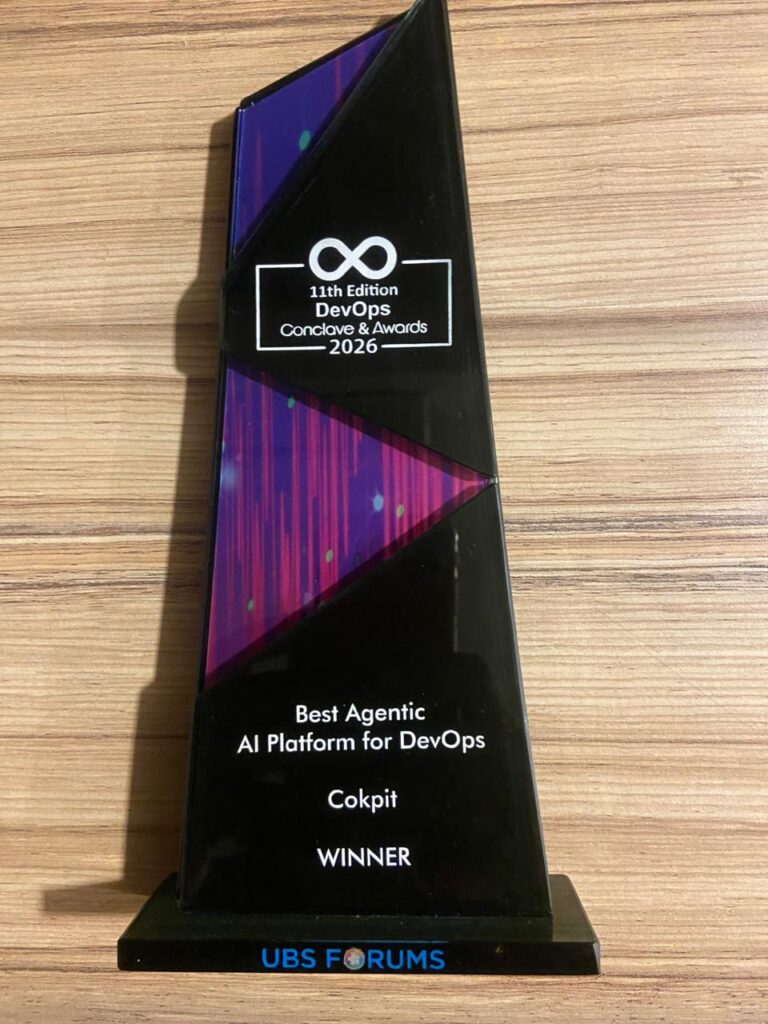 11th Edition
DevOps
Conclave & Awards
2026
Best Agentic
AI Platform for DevOps
Cokpit
WINNER
UBS FORUMS